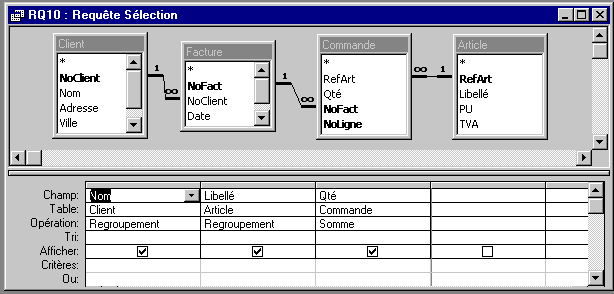 RQ10 : Requête Sélection
Client
*
NoClient
Nom
Adresse
Ville
1
∞
Facture
*
NoFact
NoClient
Date
1
∞
Commande
*
RefArt
Qté
NoFact
NoLigne
∞
1
Article
*
RefArt
Libellé
PU
TVA
Champ: Nom Libellé Qté
Table: Client Article Commande
Opération: Regroupement Regroupement Somme
Tri:
Afficher:
Critères:
Ou: